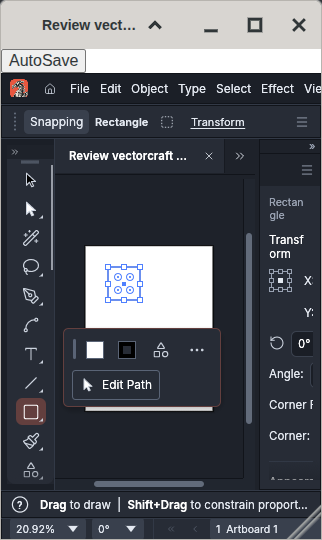 Review vect...
AutoSave
File Edit Object Type Select Effect
Snapping Rectangle Transform
» Review vectorcraft ... × »
»
Rectan
gle
Transf
orm
X:
Y:
0°
Angle:
Corner
Corner:
Edit Path
? Drag to draw | Shift+Drag to constrain proport...
20.92% 0° 1 Artboard 1